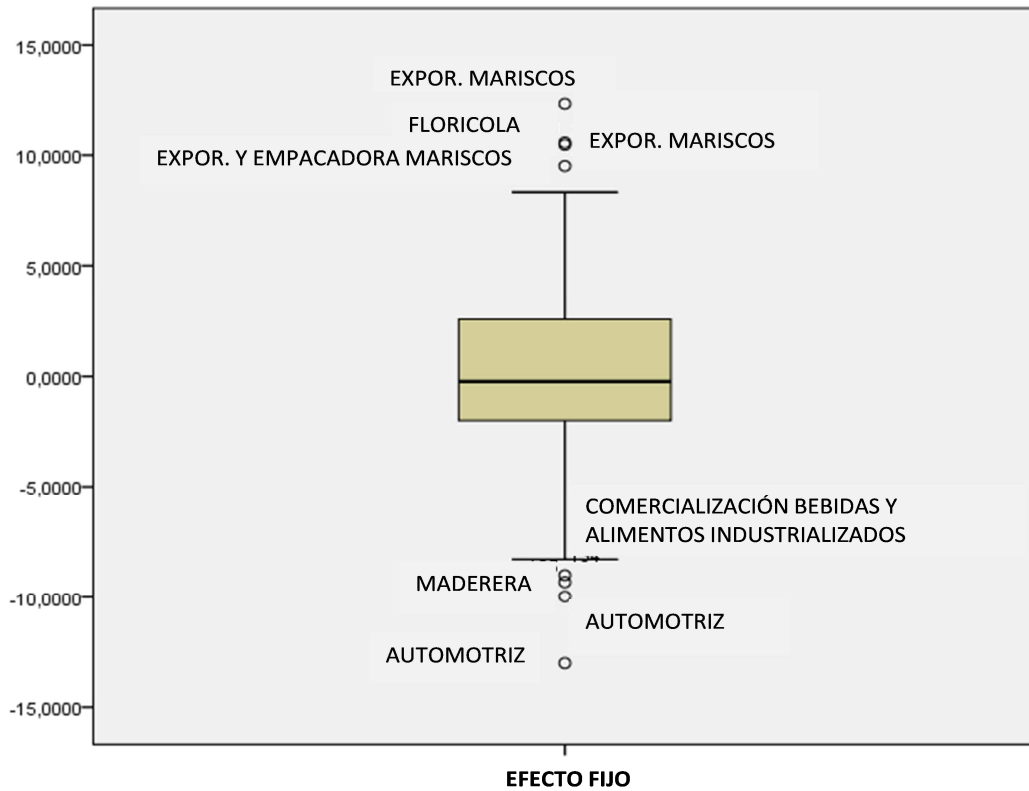 15,0000
EXPOR. MARISCOS
FLORICOLA
EXPOR. MARISCOS
10,0000
EXPOR. Y EMPACADORA MARISCOS
5,0000
0,0000
-5,0000
COMERCIALIZACIÓN BEBIDAS Y
ALIMENTOS INDUSTRIALIZADOS
MADERERA
-10,0000
AUTOMOTRIZ
AUTOMOTRIZ
-15,0000
EFECTO FIJO